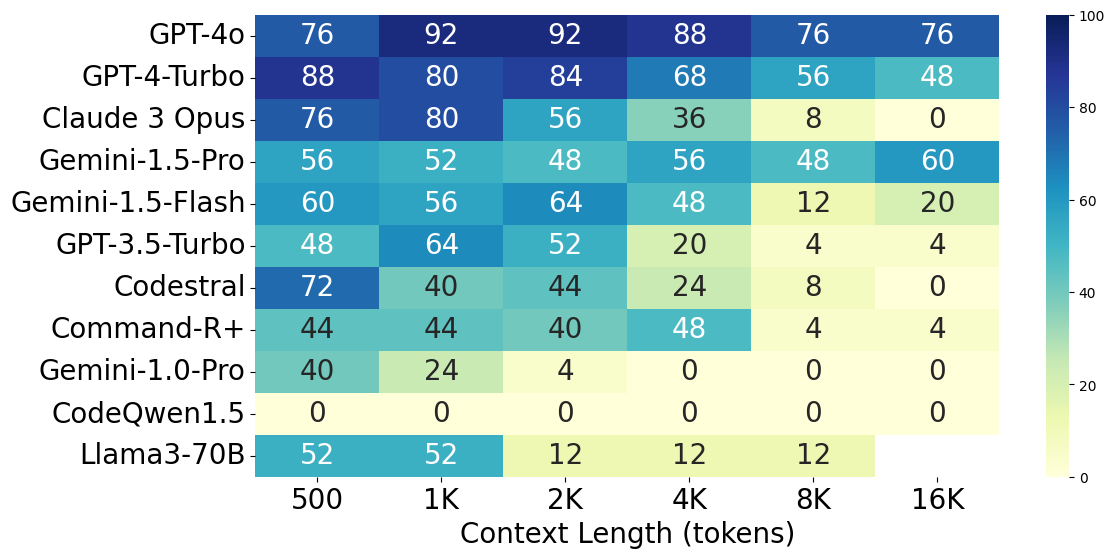 GPT-4o 76 92 92 88 76 76
GPT-4-Turbo 88 80 84 68 56 48
Claude 3 Opus 76 80 56 36 8 0
Gemini-1.5-Pro 56 52 48 56 48 60
Gemini-1.5-Flash 60 56 64 48 12 20
GPT-3.5-Turbo 48 64 52 20 4 4
Codestral 72 40 44 24 8 0
Command-R+ 44 44 40 48 4 4
Gemini-1.0-Pro 40 24 4 0 0 0
CodeQwen1.5 0 0 0 0 0 0
Llama3-70B 52 52 12 12 12
500 1K 2K 4K 8K 16K
Context Length (tokens)
100
80
60
40
20
0